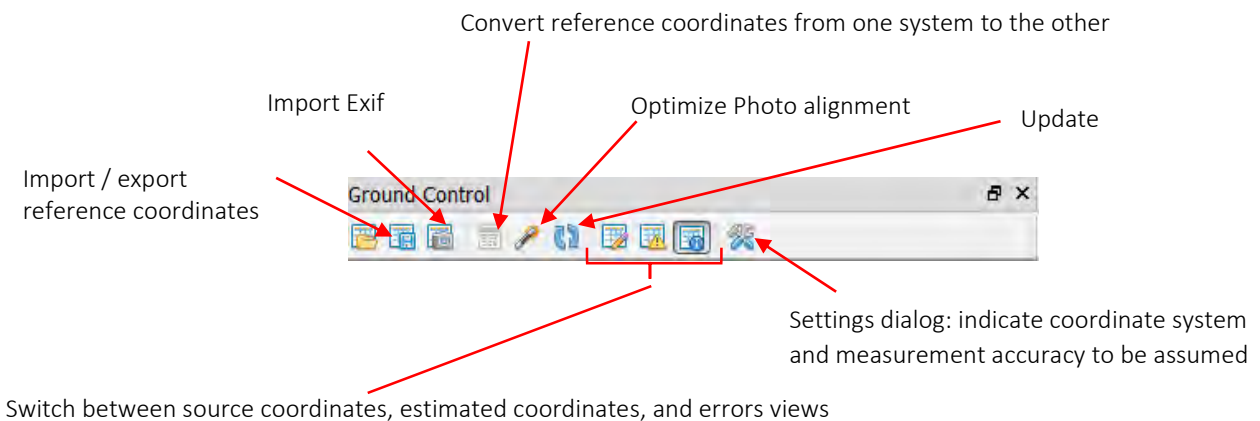 Convert reference coordinates from one system to the other
Import Exif
Optimize Photo alignment
Update
Import / export
reference coordinates
Ground Control
Settings dialog: indicate coordinate system
and measurement accuracy to be assumed
Switch between source coordinates, estimated coordinates, and errors views